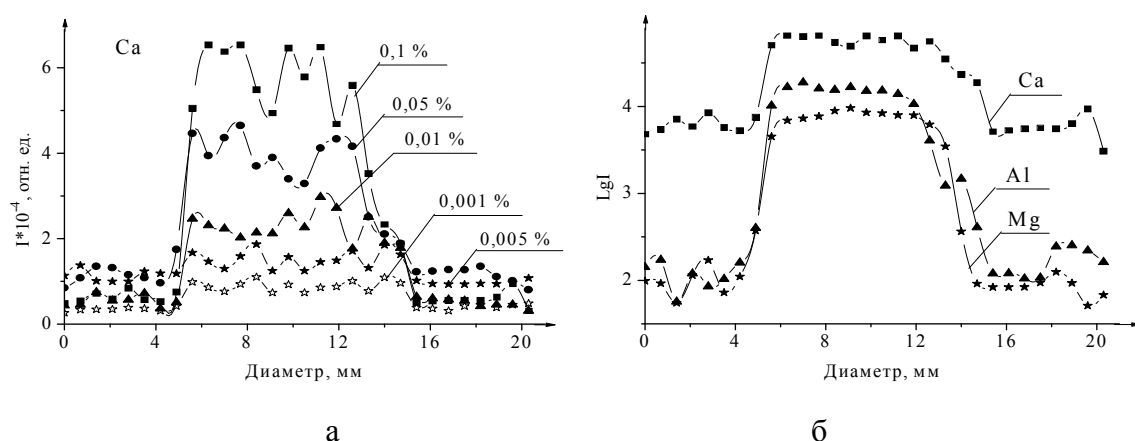 Ca
0,1 %
0,05 %
0,01 %
0,001 %
0,005 %
I*10⁻⁴, отн. ед.
6
4
2
0
0 4 8 12 16 20
Диаметр, мм
а
Ca
Al
Mg
LgI
4
3
2
0 4 8 12 16 20
Диаметр, мм
б